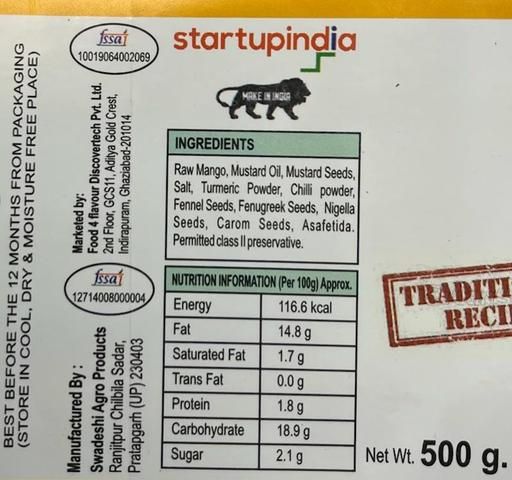 BEST BEFORE THE 12 MONTHS FROM PACKAGING
(STORE IN COOL, DRY & MOISTURE FREE PLACE)
fssai
10019064002069
Marketed by:
Food 4 flavour Discovertech Pvt. Ltd.
2nd Floor, GCS11, Aditya Gold Crest,
Indirapuram, Ghaziabad-201014
fssai
12714008000004
Manufactured By :
Swadeshi Agro Products
Ranjitpur Chilbila Sadar,
Pratapgarh (UP) 230403
startupindia
MAKE IN INDIA
INGREDIENTS
Raw Mango, Mustard Oil, Mustard Seeds,
Salt, Turmeric Powder, Chilli powder,
Fennel Seeds, Fenugreek Seeds, Nigella
Seeds, Carom Seeds, Asafetida.
Permitted class II preservative.
NUTRITION INFORMATION (Per 100g) Approx.
Energy 116.6 kcal
Fat 14.8 g
Saturated Fat 1.7 g
Trans Fat 0.0 g
Protein 1.8 g
Carbohydrate 18.9 g
Sugar 2.1 g
TRADITI
RECI
Net Wt. 500 g.